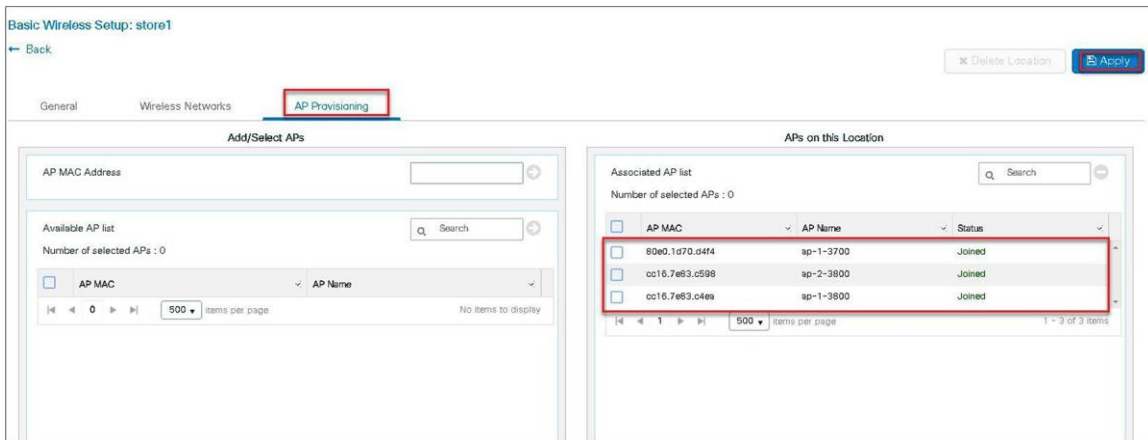 Basic Wireless Setup: store1
← Back
✖ Delete Location
Apply
General
Wireless Networks
AP Provisioning
Add/Select APs
AP MAC Address
Available AP list
Search
Number of selected APs : 0
AP MAC
AP Name
0
500
items per page
No items to display
APs on this Location
Associated AP list
Search
Number of selected APs : 0
AP MAC
AP Name
Status
80e0.1d70.d4f4 ap-1-3700 Joined
cc16.7e63.c598 ap-2-3800 Joined
cc16.7e63.c4ea ap-1-3800 Joined
1
500
items per page
1 - 3 of 3 items